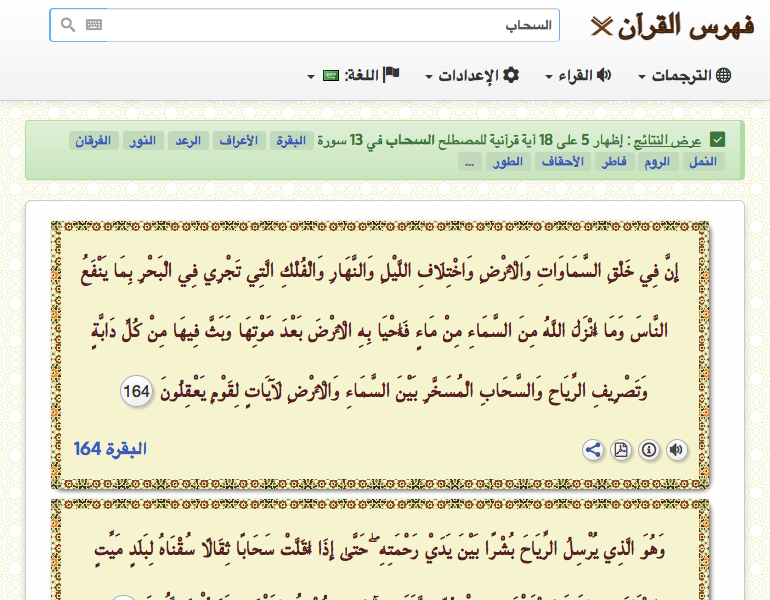 فهرس القرآن
السحاب
الترجمات
القراء
الإعدادات
اللغة:
عرض النتائج : إظهار 5 على 18 آية قرآنية للمصطلح السحاب في 13 سورة البقرة الأعراف الرعد النور الفرقان
النمل الروم فاطر الأحقاف الطور ...
إِنَّ فِي خَلْقِ السَّمَاوَاتِ وَالْأَرْضِ وَاخْتِلَافِ اللَّيْلِ وَالنَّهَارِ وَالْفُلْكِ الَّتِي تَجْرِي فِي الْبَحْرِ بِمَا يَنْفَعُ
النَّاسَ وَمَا أَنْزَلَ اللَّهُ مِنَ السَّمَاءِ مِنْ مَاءٍ فَأَحْيَا بِهِ الْأَرْضَ بَعْدَ مَوْتِهَا وَبَثَّ فِيهَا مِنْ كُلِّ دَابَّةٍ
وَتَصْرِيفِ الرِّيَاحِ وَالسَّحَابِ الْمُسَخَّرِ بَيْنَ السَّمَاءِ وَالْأَرْضِ لَآيَاتٍ لِقَوْمٍ يَعْقِلُونَ 164
البقرة 164
وَهُوَ الَّذِي يُرْسِلُ الرِّيَاحَ بُشْرًا بَيْنَ يَدَيْ رَحْمَتِهِ ۖ حَتَّىٰ إِذَا أَقَلَّتْ سَحَابًا ثِقَالًا سُقْنَاهُ لِبَلَدٍ مَيِّتٍ